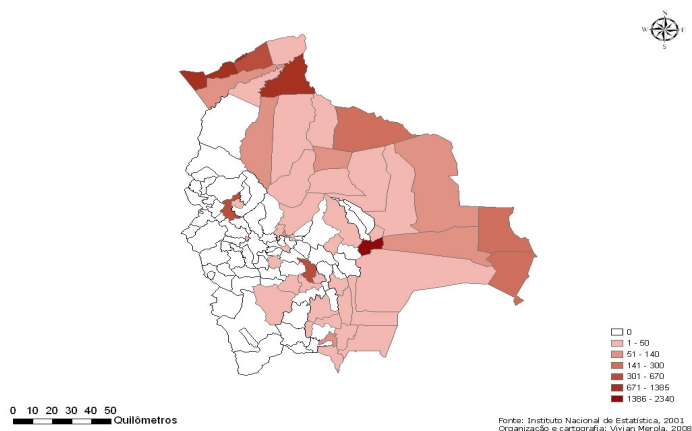 N
W E
S
0
1 - 50
51 - 140
141 - 300
301 - 670
671 - 1385
1386 - 2340
0 10 20 30 40 50
Quilômetros
Fonte: Instituto Nacional de Estatística, 2001
Organização e cartografia: Vivian Merola, 2008